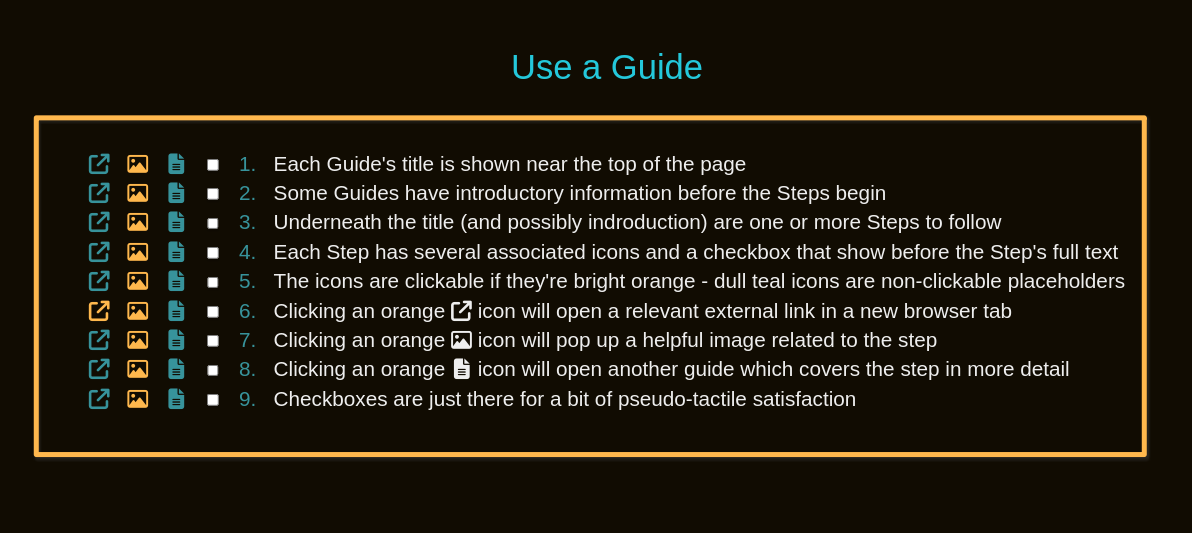 Use a Guide
1. Each Guide's title is shown near the top of the page
2. Some Guides have introductory information before the Steps begin
3. Underneath the title (and possibly indroduction) are one or more Steps to follow
4. Each Step has several associated icons and a checkbox that show before the Step's full text
5. The icons are clickable if they're bright orange - dull teal icons are non-clickable placeholders
6. Clicking an orange icon will open a relevant external link in a new browser tab
7. Clicking an orange icon will pop up a helpful image related to the step
8. Clicking an orange icon will open another guide which covers the step in more detail
9. Checkboxes are just there for a bit of pseudo-tactile satisfaction